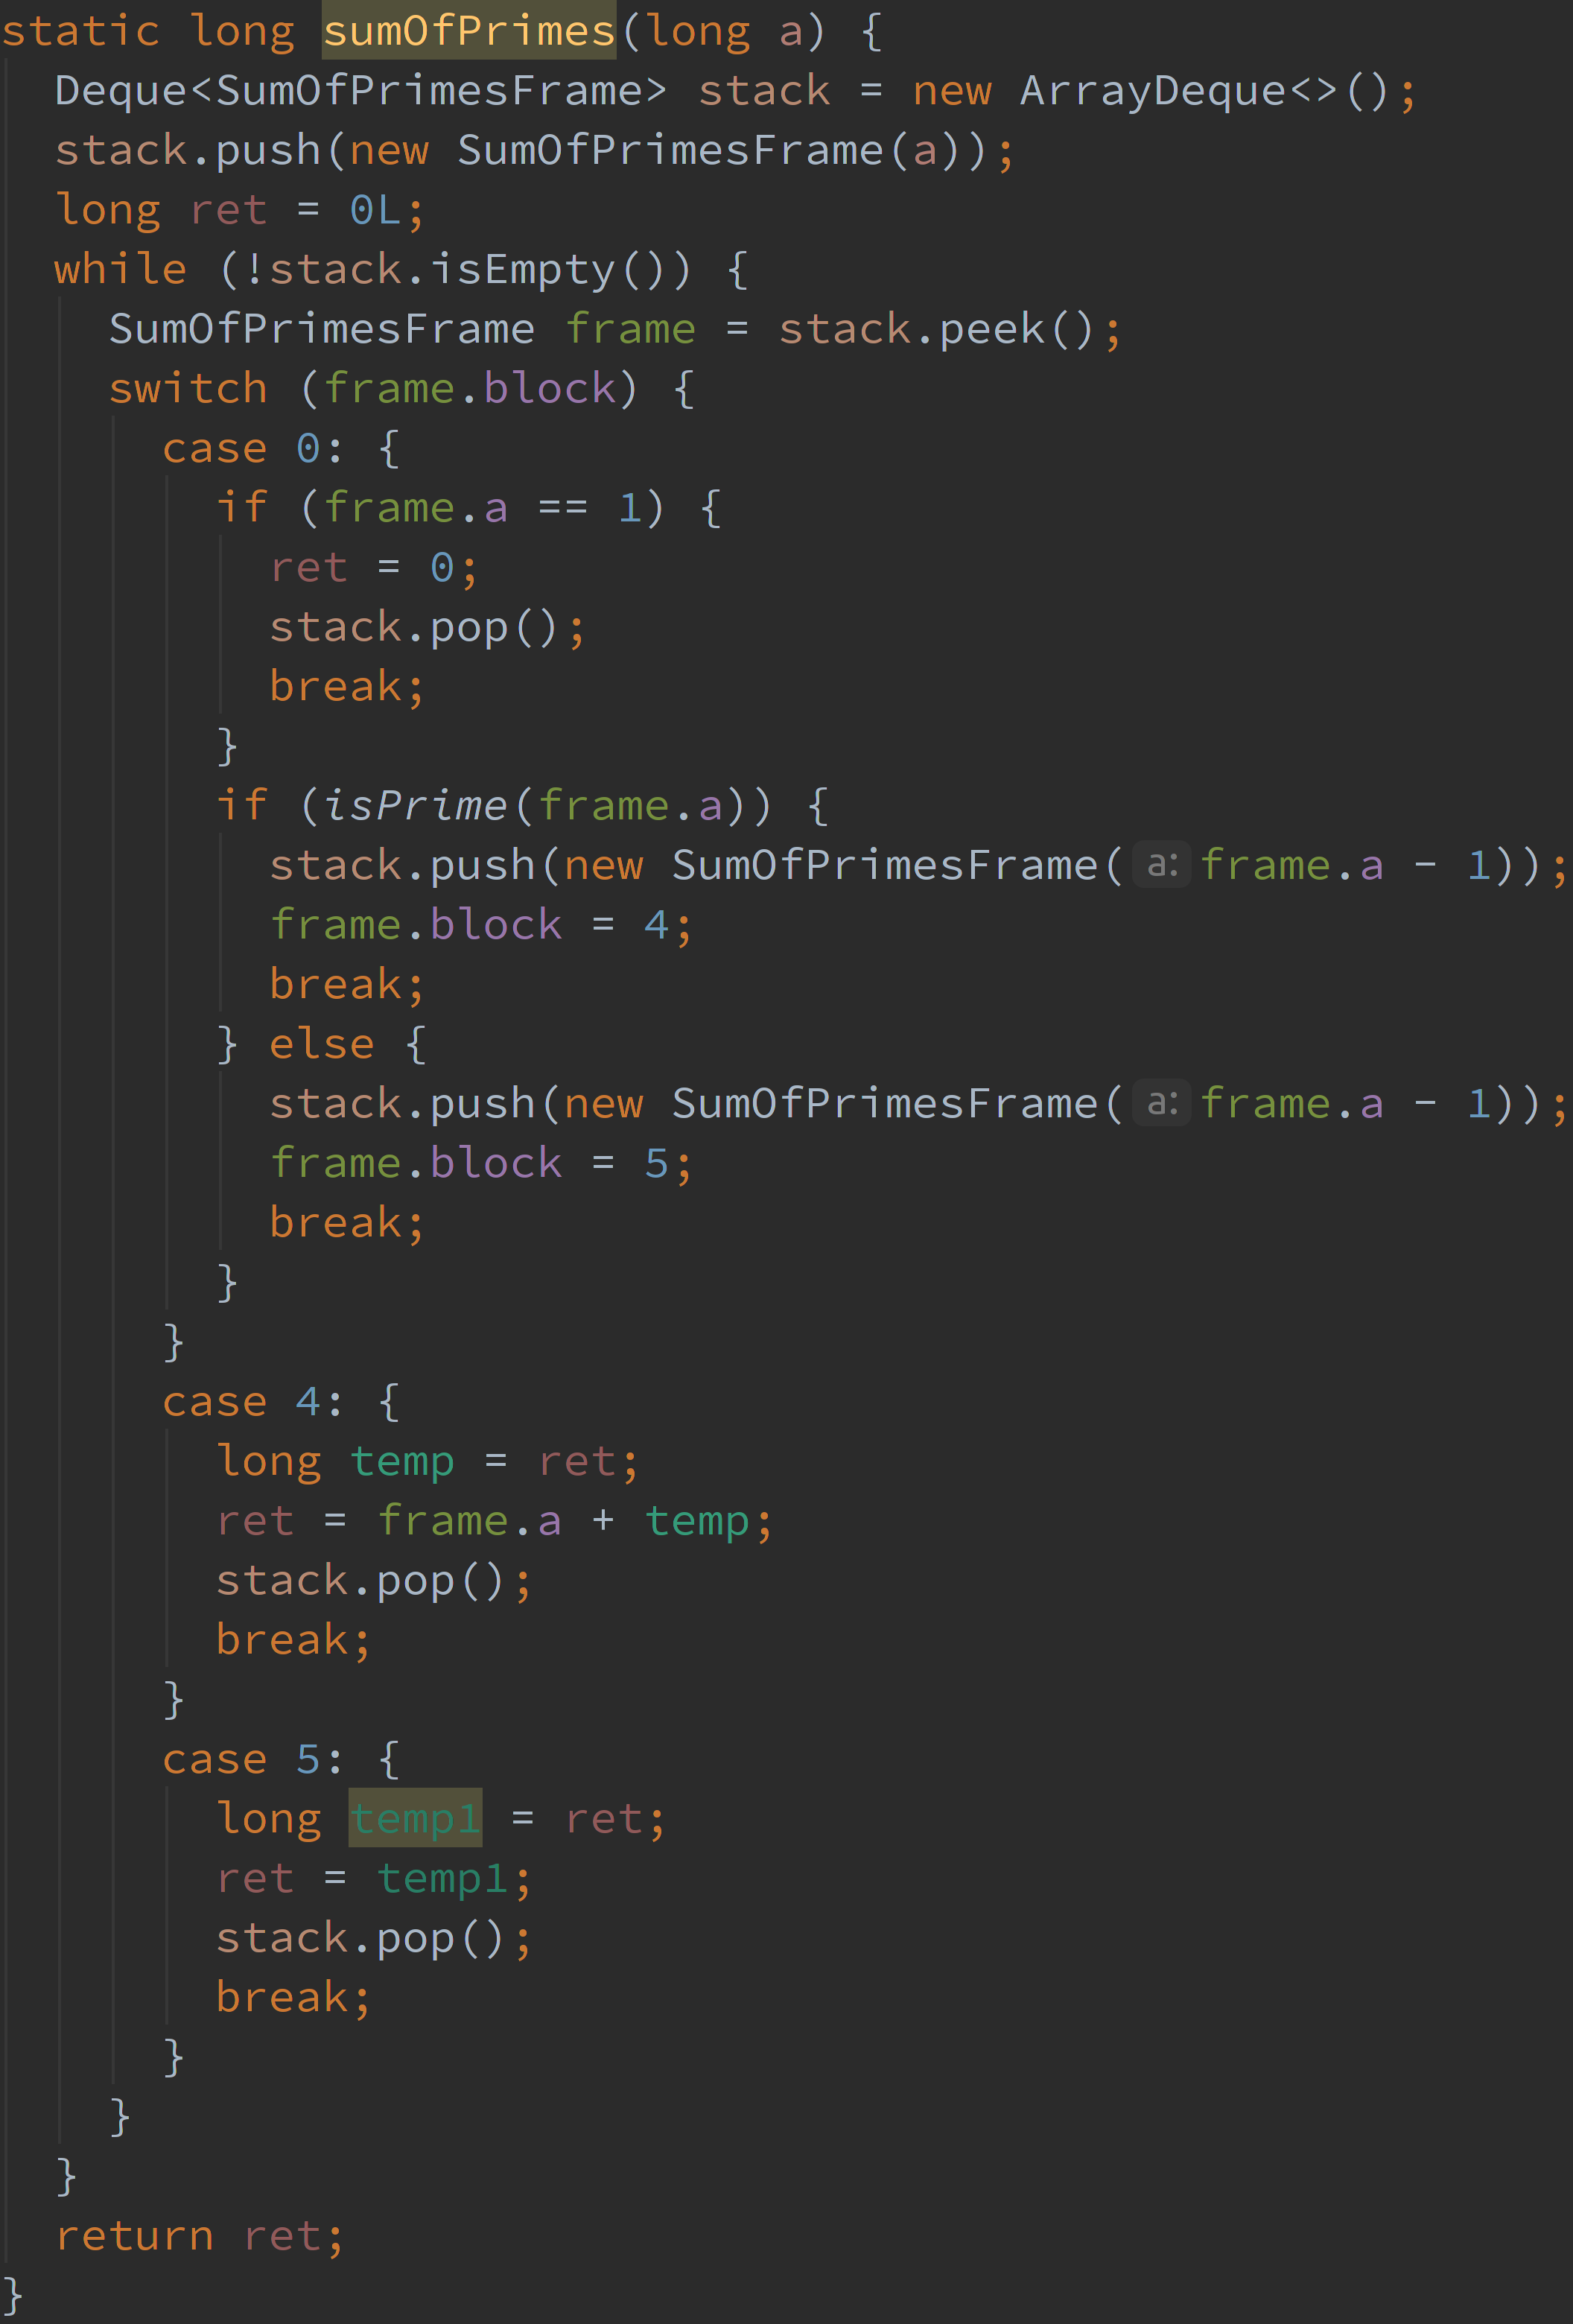 static long sumOfPrimes(long a) {
  Deque<SumOfPrimesFrame> stack = new ArrayDeque<>();
  stack.push(new SumOfPrimesFrame(a));
  long ret = 0L;
  while (!stack.isEmpty()) {
    SumOfPrimesFrame frame = stack.peek();
    switch (frame.block) {
      case 0: {
        if (frame.a == 1) {
          ret = 0;
          stack.pop();
          break;
        }
        if (isPrime(frame.a)) {
          stack.push(new SumOfPrimesFrame( a: frame.a - 1));
          frame.block = 4;
          break;
        } else {
          stack.push(new SumOfPrimesFrame( a: frame.a - 1));
          frame.block = 5;
          break;
        }
      }
      case 4: {
        long temp = ret;
        ret = frame.a + temp;
        stack.pop();
        break;
      }
      case 5: {
        long temp1 = ret;
        ret = temp1;
        stack.pop();
        break;
      }
    }
  }
  return ret;
}